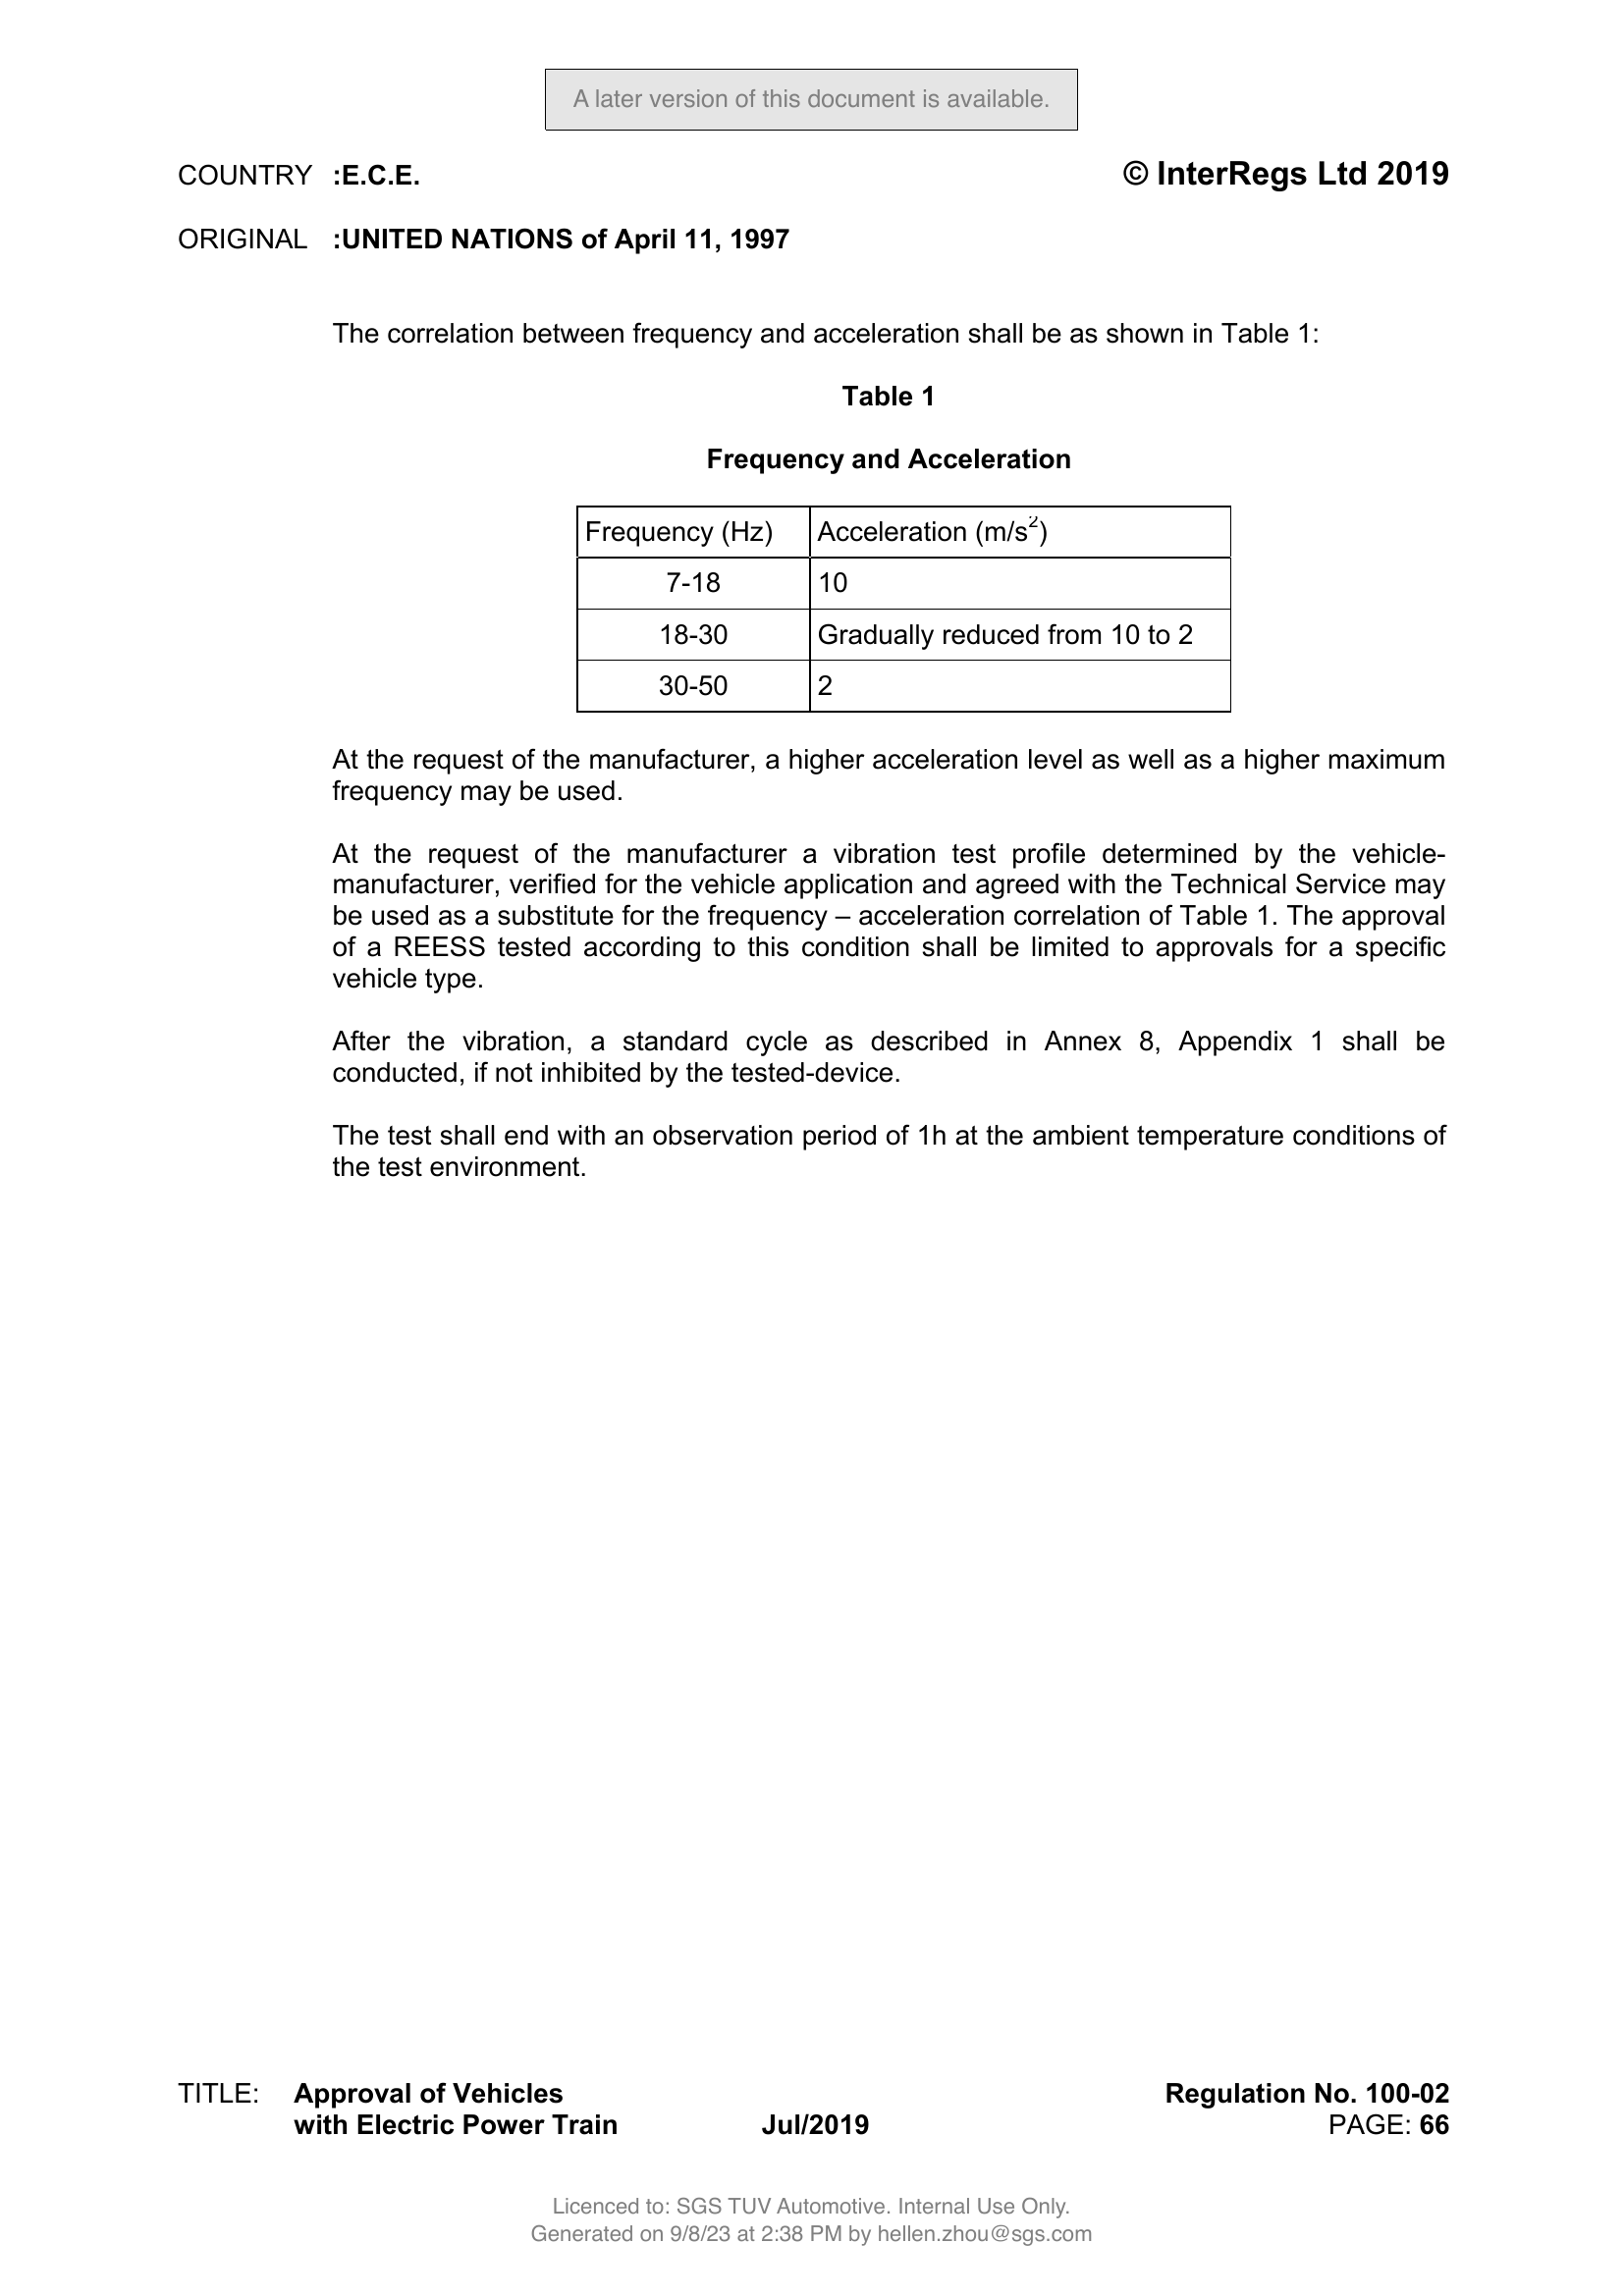 A later version of this document is available.
COUNTRY :E.C.E. © InterRegs Ltd 2019
ORIGINAL :UNITED NATIONS of April 11, 1997
The correlation between frequency and acceleration shall be as shown in Table 1:
Table 1
Frequency and Acceleration
Frequency (Hz) Acceleration (m/s²)
7-18 10
18-30 Gradually reduced from 10 to 2
30-50 2
At the request of the manufacturer, a higher acceleration level as well as a higher maximum
frequency may be used.
At the request of the manufacturer a vibration test profile determined by the vehicle-
manufacturer, verified for the vehicle application and agreed with the Technical Service may
be used as a substitute for the frequency – acceleration correlation of Table 1. The approval
of a REESS tested according to this condition shall be limited to approvals for a specific
vehicle type.
After the vibration, a standard cycle as described in Annex 8, Appendix 1 shall be
conducted, if not inhibited by the tested-device.
The test shall end with an observation period of 1h at the ambient temperature conditions of
the test environment.
TITLE: Approval of Vehicles Regulation No. 100-02
with Electric Power Train Jul/2019 PAGE: 66
Licenced to: SGS TUV Automotive. Internal Use Only.
Generated on 9/8/23 at 2:38 PM by hellen.zhou@sgs.com